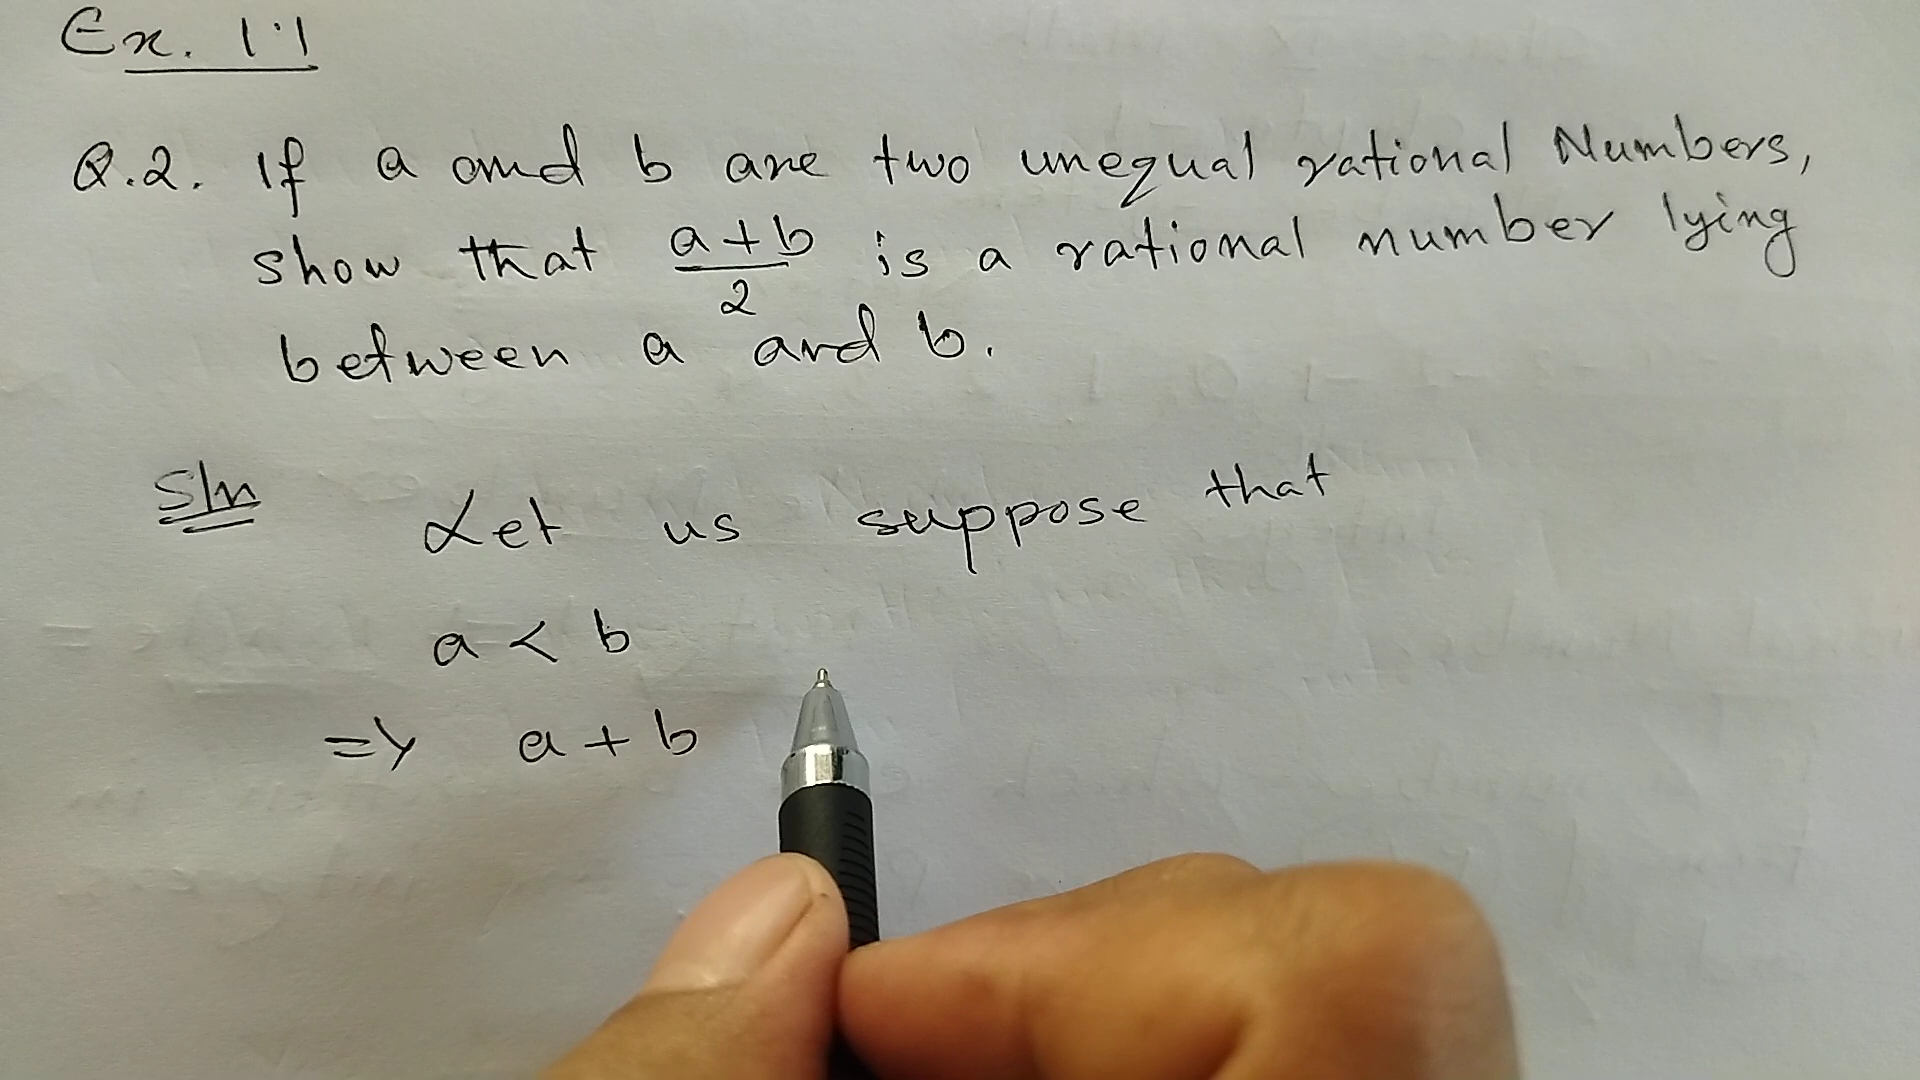 Ex. 1.1
Q.2. If a and b are two unequal rational Numbers,
show that a+b/2 is a rational number lying
between a and b.
Sln Let us suppose that
a < b
=> a + b